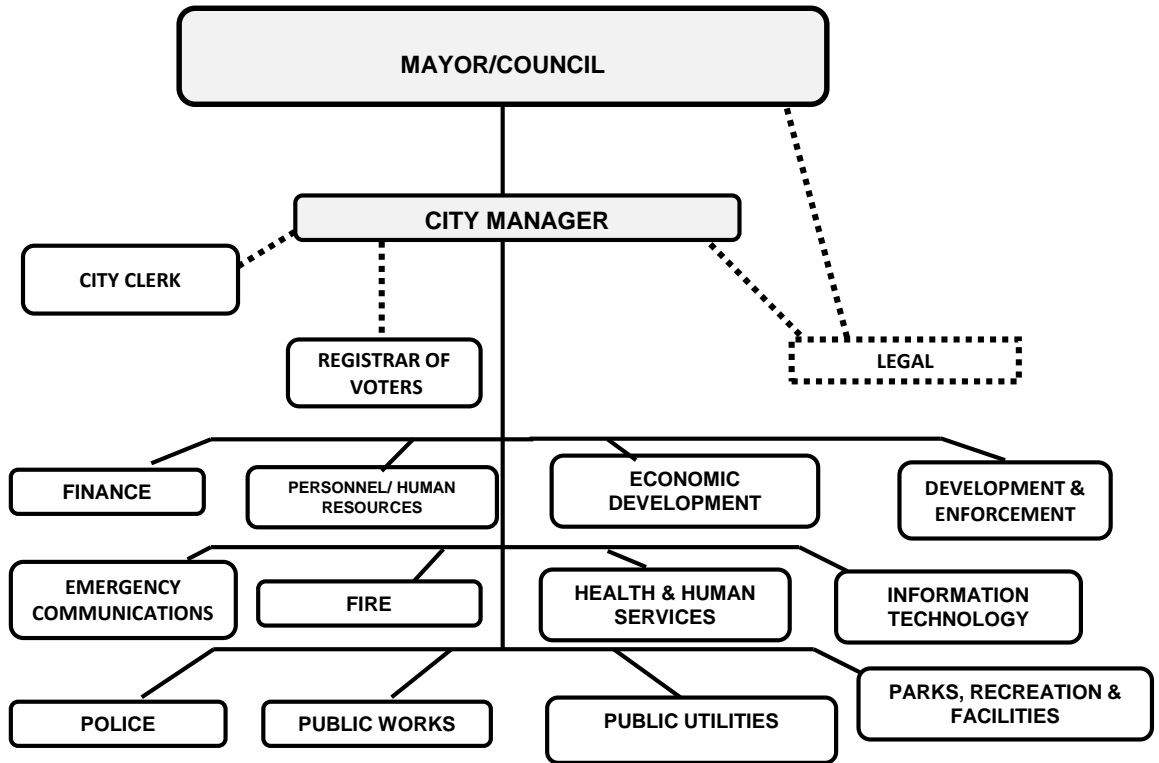 MAYOR/COUNCIL
CITY MANAGER
CITY CLERK
REGISTRAR OF
VOTERS
LEGAL
FINANCE
PERSONNEL/ HUMAN
RESOURCES
ECONOMIC
DEVELOPMENT
DEVELOPMENT &
ENFORCEMENT
EMERGENCY
COMMUNICATIONS
FIRE
HEALTH & HUMAN
SERVICES
INFORMATION
TECHNOLOGY
POLICE
PUBLIC WORKS
PUBLIC UTILITIES
PARKS, RECREATION &
FACILITIES